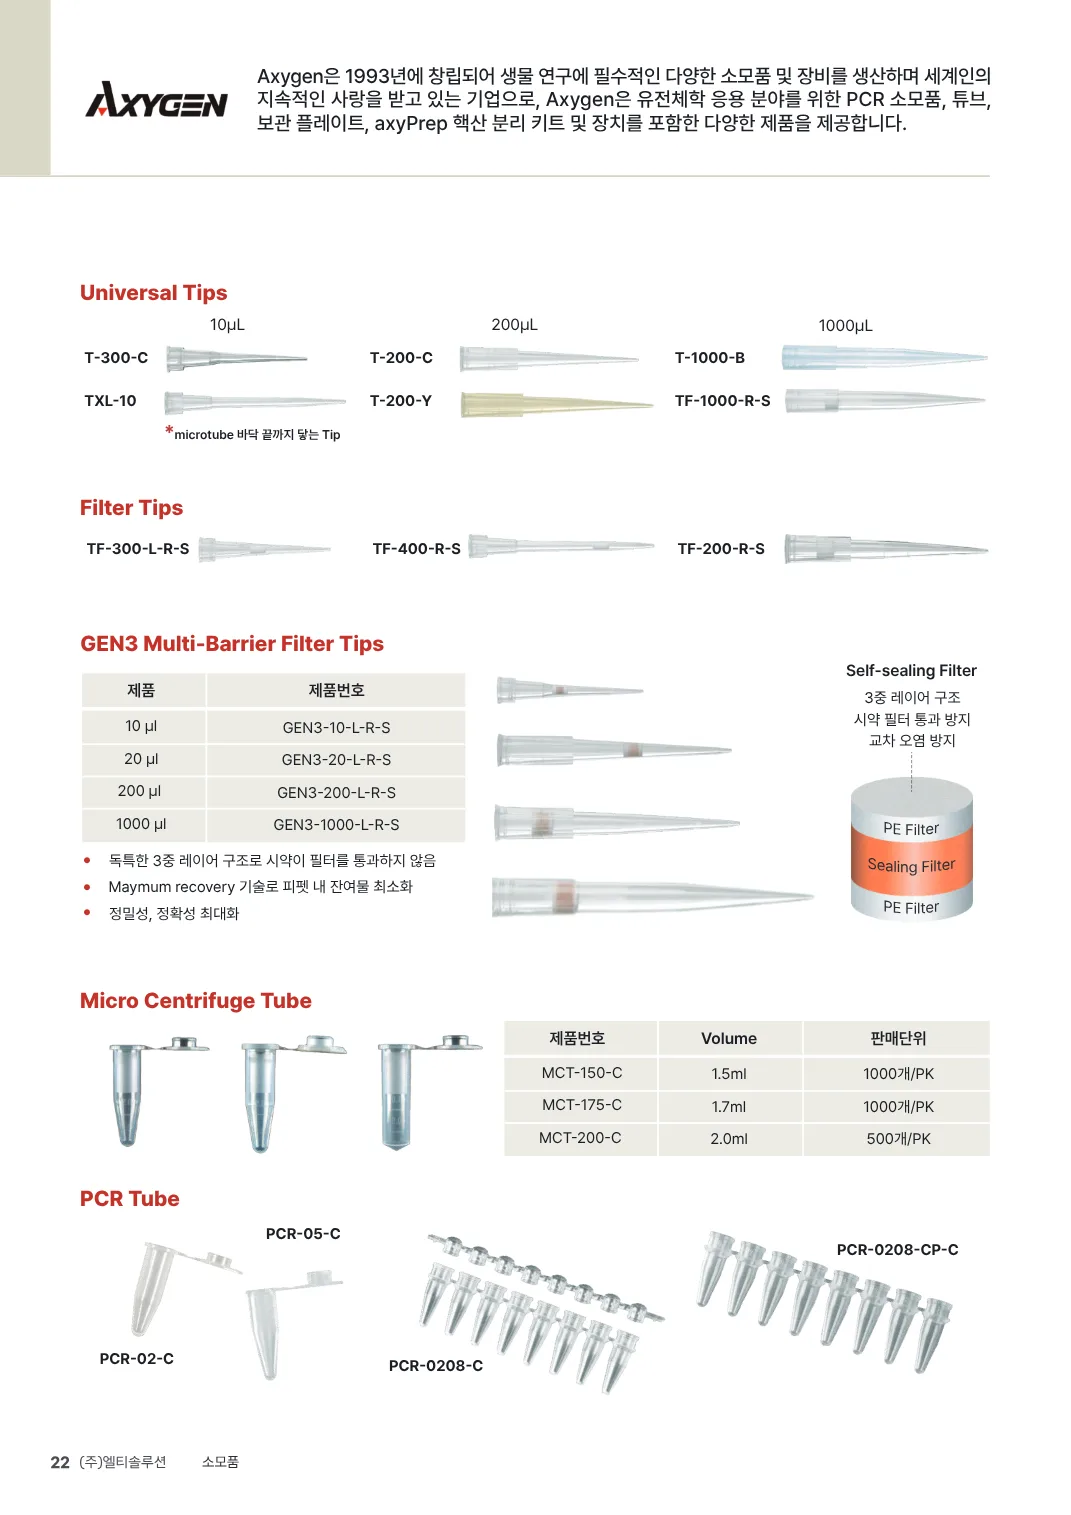 AXYGEN
Axygen은 1993년에 창립되어 생물 연구에 필수적인 다양한 소모품 및 장비를 생산하며 세계인의
지속적인 사랑을 받고 있는 기업으로, Axygen은 유전체학 응용 분야를 위한 PCR 소모품, 튜브,
보관 플레이트, axyPrep 핵산 분리 키트 및 장치를 포함한 다양한 제품을 제공합니다.
Universal Tips
10μL 200μL 1000μL
T-300-C T-200-C T-1000-B
TXL-10 T-200-Y TF-1000-R-S
*microtube 바닥 끝까지 닿는 Tip
Filter Tips
TF-300-L-R-S TF-400-R-S TF-200-R-S
GEN3 Multi-Barrier Filter Tips
제품 제품번호
10 μl GEN3-10-L-R-S
20 μl GEN3-20-L-R-S
200 μl GEN3-200-L-R-S
1000 μl GEN3-1000-L-R-S
• 독특한 3중 레이어 구조로 시약이 필터를 통과하지 않음
• Maymum recovery 기술로 피펫 내 잔여물 최소화
• 정밀성, 정확성 최대화
Self-sealing Filter
3중 레이어 구조
시약 필터 통과 방지
교차 오염 방지
PE Filter
Sealing Filter
PE Filter
Micro Centrifuge Tube
제품번호 Volume 판매단위
MCT-150-C 1.5ml 1000개/PK
MCT-175-C 1.7ml 1000개/PK
MCT-200-C 2.0ml 500개/PK
PCR Tube
PCR-05-C
PCR-0208-CP-C
PCR-02-C
PCR-0208-C
22 (주)엘티솔루션 소모품